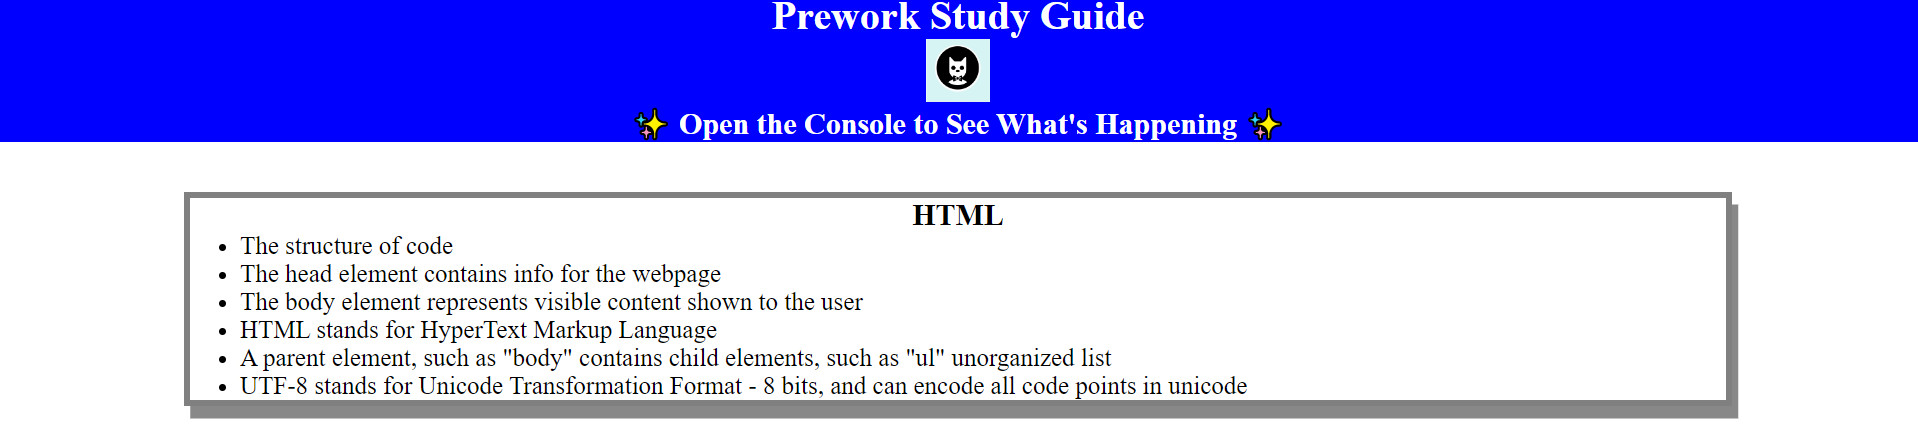 Prework Study Guide
✨ Open the Console to See What's Happening ✨
HTML
• The structure of code
• The head element contains info for the webpage
• The body element represents visible content shown to the user
• HTML stands for HyperText Markup Language
• A parent element, such as "body" contains child elements, such as "ul" unorganized list
• UTF-8 stands for Unicode Transformation Format - 8 bits, and can encode all code points in unicode